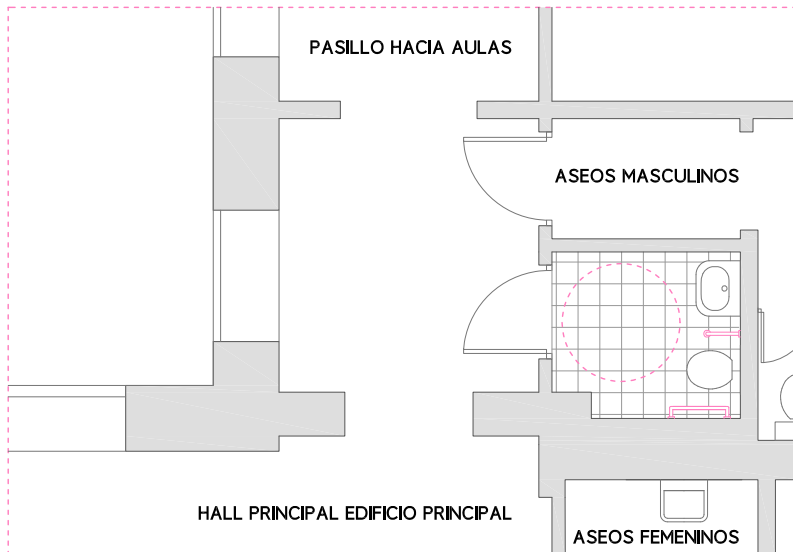 PASILLO HACIA AULAS
ASEOS MASCULINOS
HALL PRINCIPAL EDIFICIO PRINCIPAL
ASEOS FEMENINOS